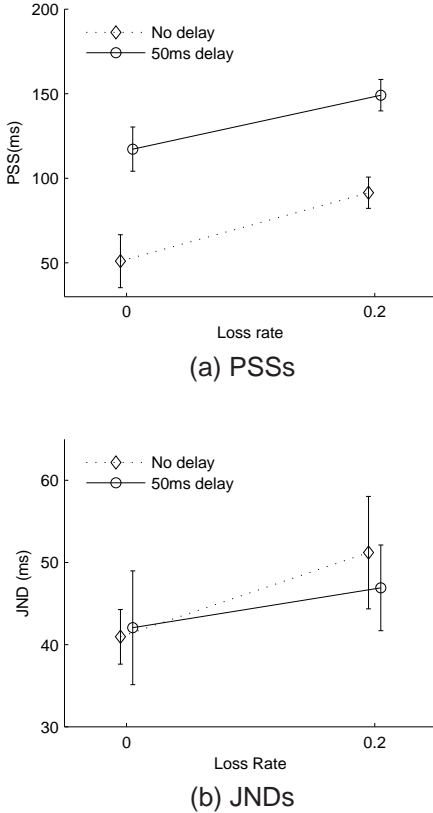 200
No delay
50ms delay
150
PSS(ms)
100
50
0 0.2
Loss rate
(a) PSSs
No delay
60
50ms delay
50
JND (ms)
40
30
0 0.2
Loss Rate
(b) JNDs